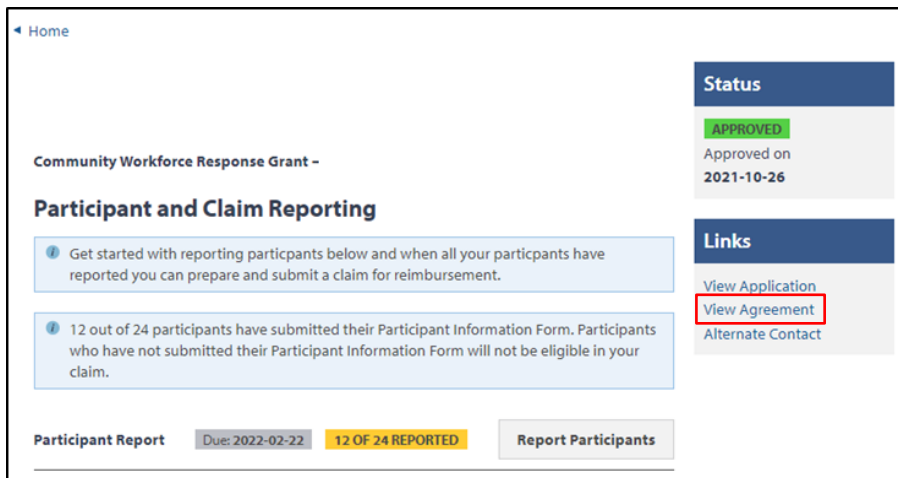 Home
Community Workforce Response Grant –
Participant and Claim Reporting
Get started with reporting particpants below and when all your particpants have
reported you can prepare and submit a claim for reimbursement.
12 out of 24 participants have submitted their Participant Information Form. Participants
who have not submitted their Participant Information Form will not be eligible in your
claim.
Participant Report Due: 2022-02-22 12 OF 24 REPORTED Report Participants
Status
APPROVED
Approved on
2021-10-26
Links
View Application
View Agreement
Alternate Contact